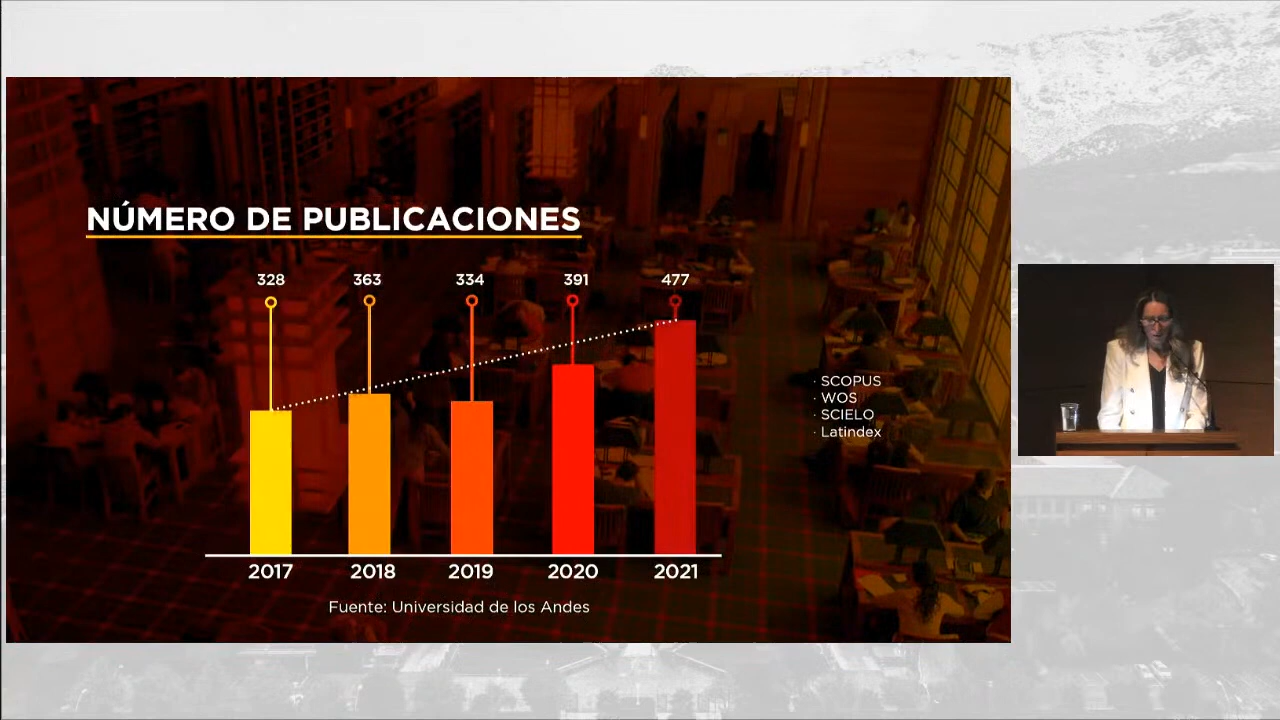 NÚMERO DE PUBLICACIONES
328 363 334 391 477
· SCOPUS
· WOS
· SCIELO
· Latindex
2017 2018 2019 2020 2021
Fuente: Universidad de los Andes